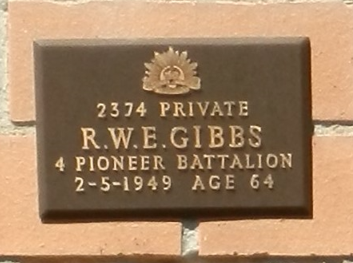 2374 PRIVATE
R.W.E. GIBBS
4 PIONEER BATTALION
2-5-1949 AGE 64